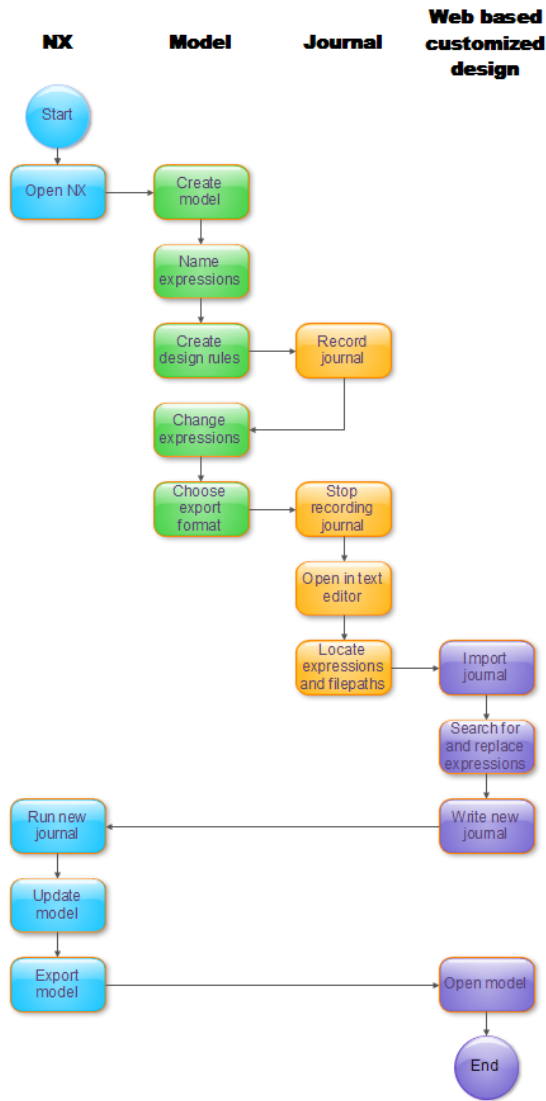 NX
Model
Journal
Web based
customized
design
Start
Open NX
Create
model
Name
expressions
Create
design rules
Record
journal
Change
expressions
Choose
export
format
Stop
recording
journal
Open in text
editor
Locate
expressions
and filepaths
Import
journal
Search for
and replace
expressions
Write new
journal
Run new
journal
Update
model
Export
model
Open model
End